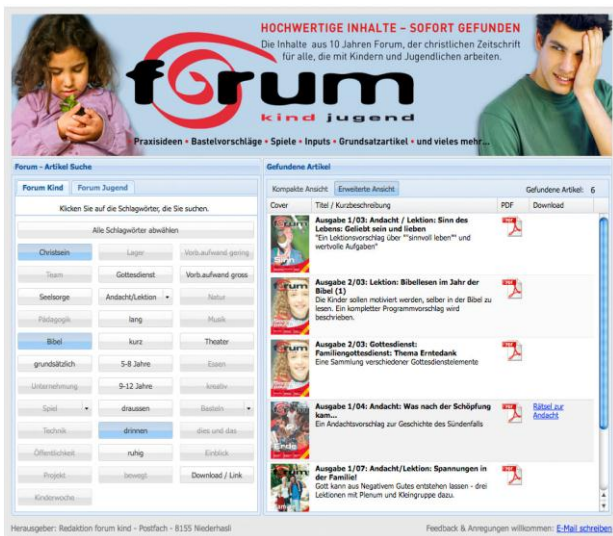 HOCHWERTIGE INHALTE – SOFORT GEFUNDEN
Die Inhalte aus 10 Jahren Forum, der christlichen Zeitschrift
für alle, die mit Kindern und Jugendlichen arbeiten.
forum
kind jugend
Praxisideen • Bastelvorschläge • Spiele • Inputs • Grundsatzartikel • und vieles mehr...
Forum - Artikel Suche
Forum Kind Forum Jugend
Klicken Sie auf die Schlagwörter, die Sie suchen.
Alle Schlagwörter abwählen
Christsein Lager Vorb.aufwand gering
Team Gottesdienst Vorb.aufwand gross
Seelsorge Andacht/Lektion Natur
Pädagogik lang Musik
Bibel kurz Theater
grundsätzlich 5-8 Jahre Essen
Unternehmung 9-12 Jahre kreativ
Spiel draussen Basteln
Technik drinnen dies und das
Öffentlichkeit ruhig Einblick
Projekt bewegt Download / Link
Kinderwoche
Gefundene Artikel
Kompakte Ansicht Erweiterte Ansicht Gefundene Artikel: 6
Cover Titel / Kurzbeschreibung PDF Download
Ausgabe 1/03: Andacht / Lektion: Sinn des
Lebens: Geliebt sein und lieben
"Ein Lektionsvorschlag über ""sinnvoll leben"" und
wertvolle Aufgaben"
Ausgabe 2/03: Lektion: Bibellesen im Jahr der
Bibel (1)
Die Kinder sollen motiviert werden, selber in der Bibel zu
lesen. Ein kompletter Programmvorschlag wird
beschrieben.
Ausgabe 2/03: Gottesdienst:
Familiengottesdienst: Thema Erntedank
Eine Sammlung verschiedener Gottesdienstelemente
Ausgabe 1/04: Andacht: Was nach der Schöpfung
kam...
Ein Andachtsvorschlag zur Geschichte des Sündenfalls
Rätsel zur
Andacht
Ausgabe 1/07: Andacht/Lektion: Spannungen in
der Familie!
Gott kann aus Negativem Gutes entstehen lassen - drei
Lektionen mit Plenum und Kleingruppe dazu.
Herausgeber: Redaktion forum kind - Postfach - 8155 Niederhasli
Feedback & Anregungen willkommen: E-Mail schreiben